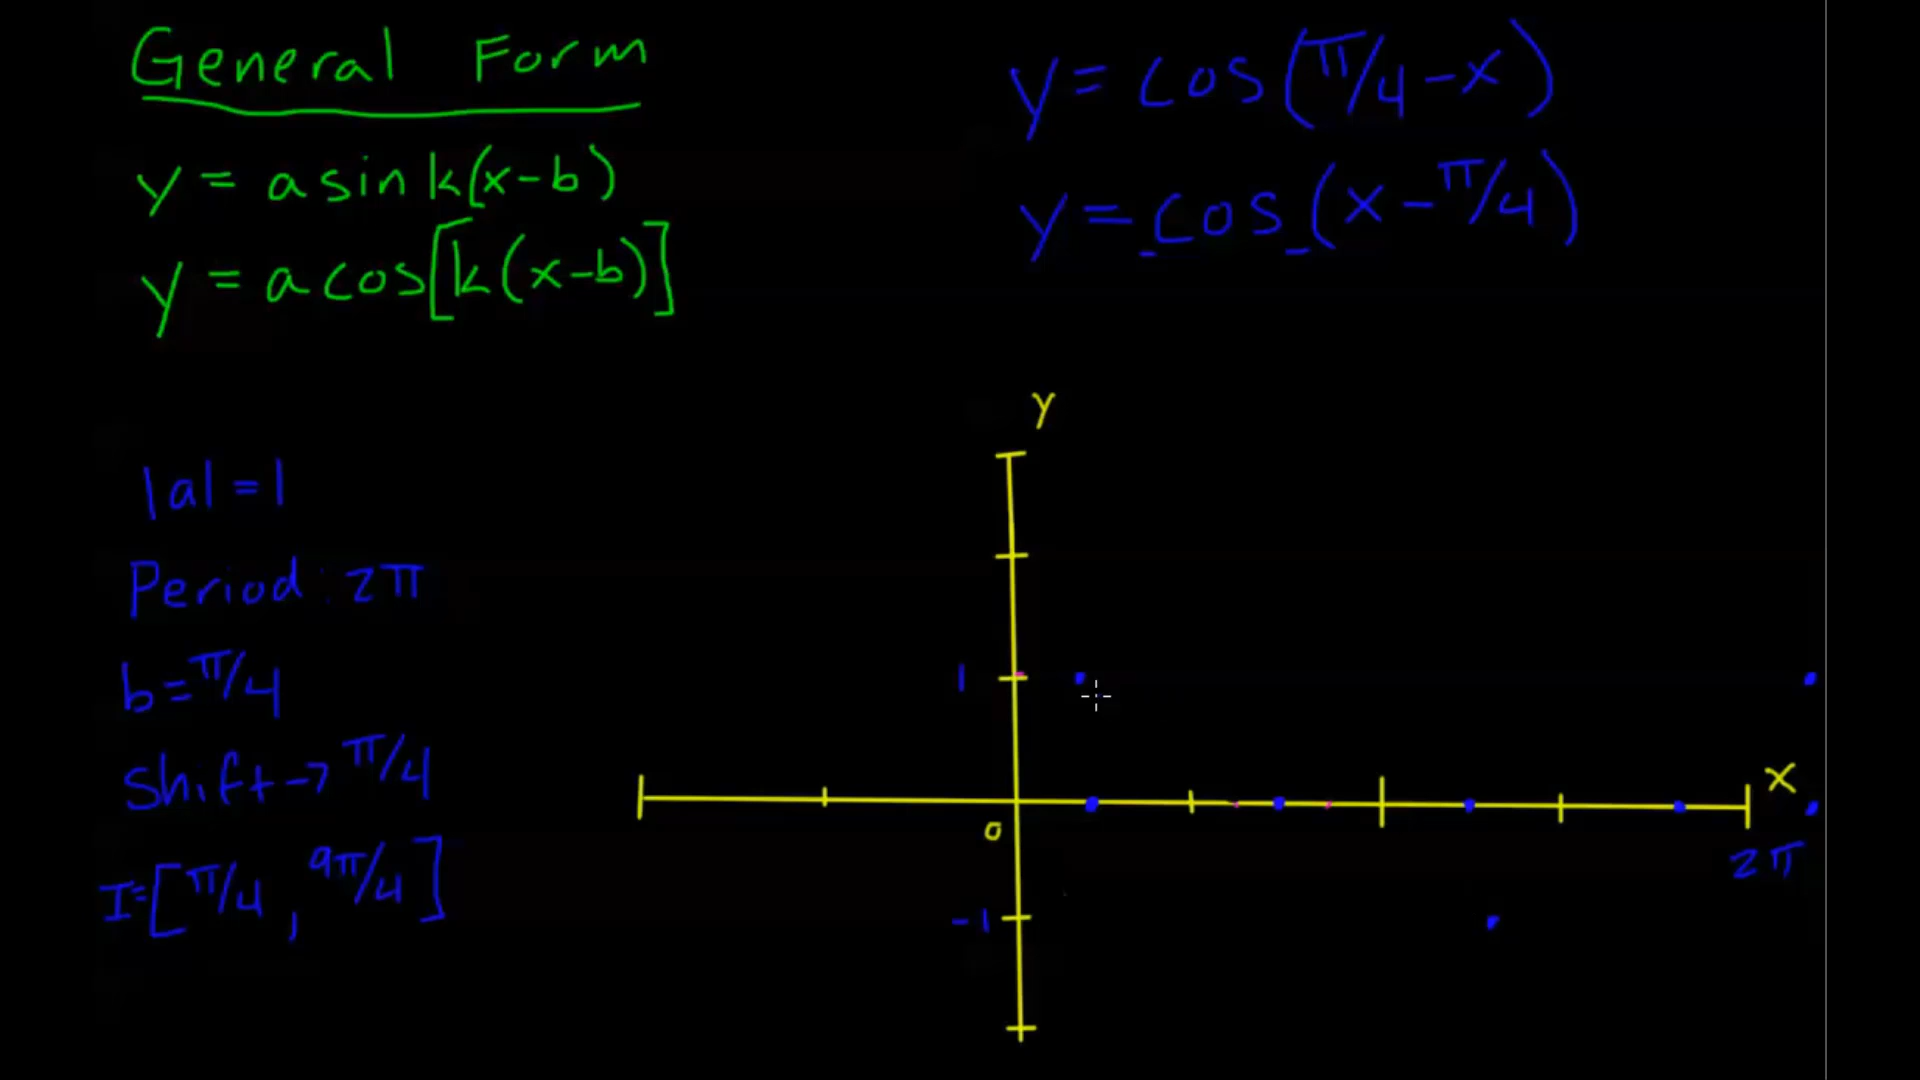 General Form
y = a sin k(x-b)
y = a cos[k(x-b)]
y = cos(π/4 - x)
y = cos (x - π/4)
|a| = 1
Period: 2π
b = π/4
Shift → π/4
I = [π/4, 9π/4]
y
1
x
0
2π
-1